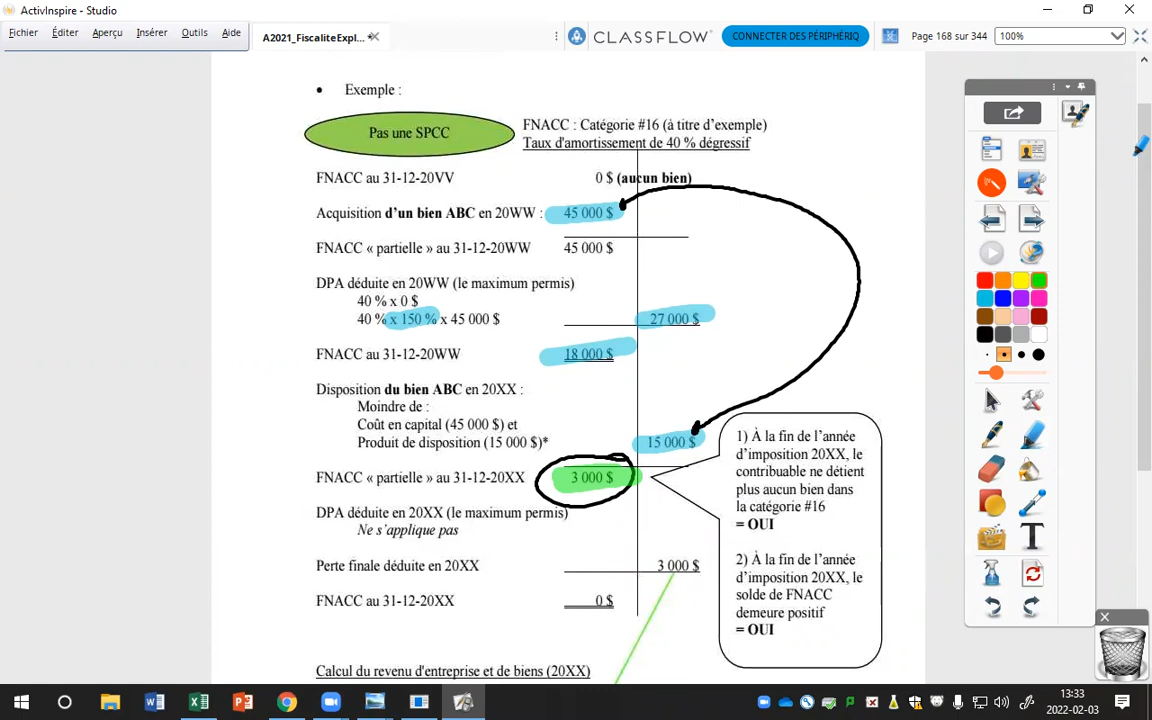 ActivInspire - Studio
Fichier Éditer Aperçu Insérer Outils Aide
A2021_FiscaliteExpl...
CLASSFLOW
CONNECTER DES PÉRIPHÉRIQ
Page 168 sur 344
100%
• Exemple :
Pas une SPCC
FNACC : Catégorie #16 (à titre d'exemple)
Taux d'amortissement de 40 % dégressif
FNACC au 31-12-20VV 0 $ (aucun bien)
Acquisition d'un bien ABC en 20WW : 45 000 $
FNACC « partielle » au 31-12-20WW 45 000 $
DPA déduite en 20WW (le maximum permis)
40 % x 0 $
40 % x 150 % x 45 000 $ 27 000 $
FNACC au 31-12-20WW 18 000 $
Disposition du bien ABC en 20XX :
Moindre de :
Coût en capital (45 000 $) et
Produit de disposition (15 000 $)* 15 000 $
FNACC « partielle » au 31-12-20XX 3 000 $
DPA déduite en 20XX (le maximum permis)
Ne s'applique pas
Perte finale déduite en 20XX 3 000 $
FNACC au 31-12-20XX 0 $
Calcul du revenu d'entreprise et de biens (20XX)
1) À la fin de l'année
d'imposition 20XX, le
contribuable ne détient
plus aucun bien dans
la catégorie #16
= OUI
2) À la fin de l'année
d'imposition 20XX, le
solde de FNACC
demeure positif
= OUI
13:33
2022-02-03